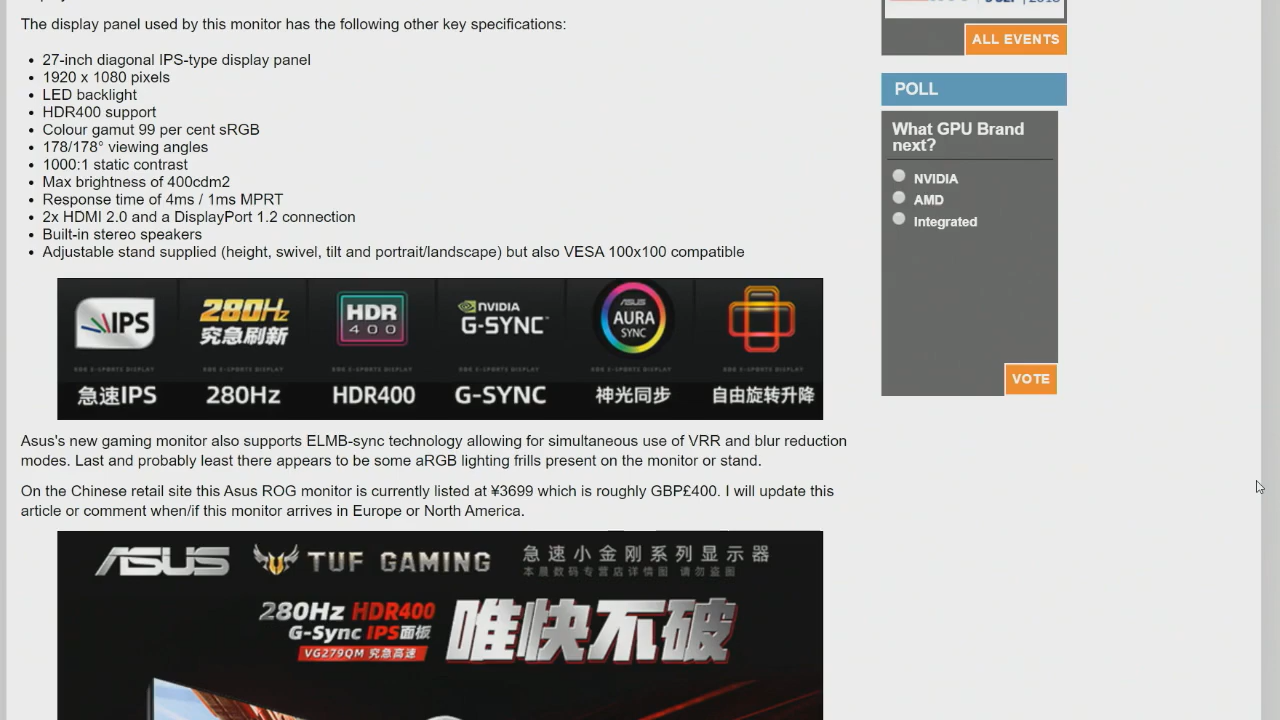 The display panel used by this monitor has the following other key specifications:
27-inch diagonal IPS-type display panel
1920 x 1080 pixels
LED backlight
HDR400 support
Colour gamut 99 per cent sRGB
178/178° viewing angles
1000:1 static contrast
Max brightness of 400cdm2
Response time of 4ms / 1ms MPRT
2x HDMI 2.0 and a DisplayPort 1.2 connection
Built-in stereo speakers
Adjustable stand supplied (height, swivel, tilt and portrait/landscape) but also VESA 100x100 compatible
IPS
280Hz
究急刷新
HDR
400
NVIDIA
G-SYNC
ASUS
AURA
SYNC
急速IPS 280Hz HDR400 G-SYNC 神光同步 自由旋转升降
Asus's new gaming monitor also supports ELMB-sync technology allowing for simultaneous use of VRR and blur reduction
modes. Last and probably least there appears to be some aRGB lighting frills present on the monitor or stand.
On the Chinese retail site this Asus ROG monitor is currently listed at ¥3699 which is roughly GBP£400. I will update this
article or comment when/if this monitor arrives in Europe or North America.
ASUS TUF GAMING 急速小金刚系列显示器
280Hz HDR400
G-Sync IPS面板
VG279QM 究急高速
唯快不破
ALL EVENTS
POLL
What GPU Brand
next?
NVIDIA
AMD
Integrated
VOTE